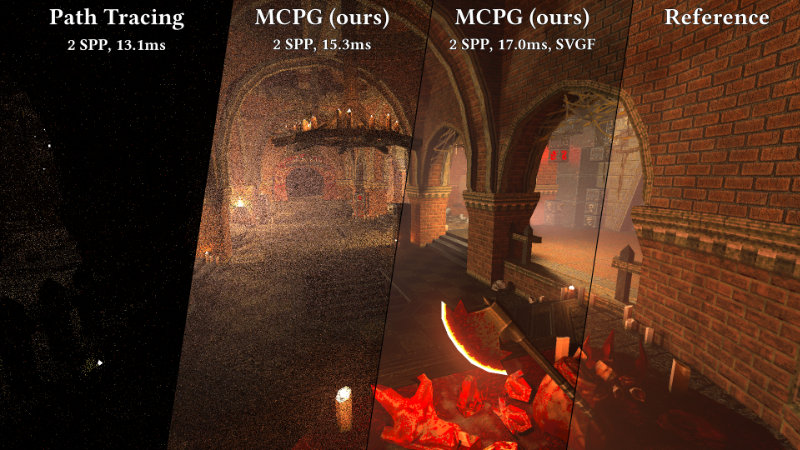 Path Tracing
2 SPP, 13.1ms
MCPG (ours)
2 SPP, 15.3ms
MCPG (ours)
2 SPP, 17.0ms, SVGF
Reference